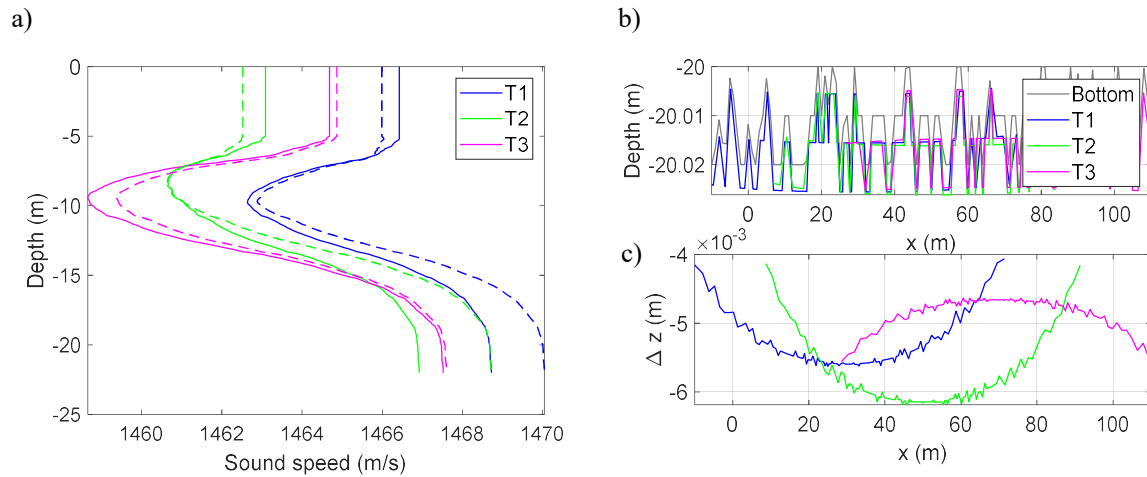 a)
0
-5
-10
-15
-20
-25
Depth (m)
1460 1462 1464 1466 1468 1470
Sound speed (m/s)
T1
T2
T3
b)
-20
-20.01
-20.02
Depth (m)
0 20 40 60 80 100
x (m)
Bottom
T1
T2
T3
c)
×10-3
-4
-5
-6
Δ z (m)
0 20 40 60 80 100
x (m)